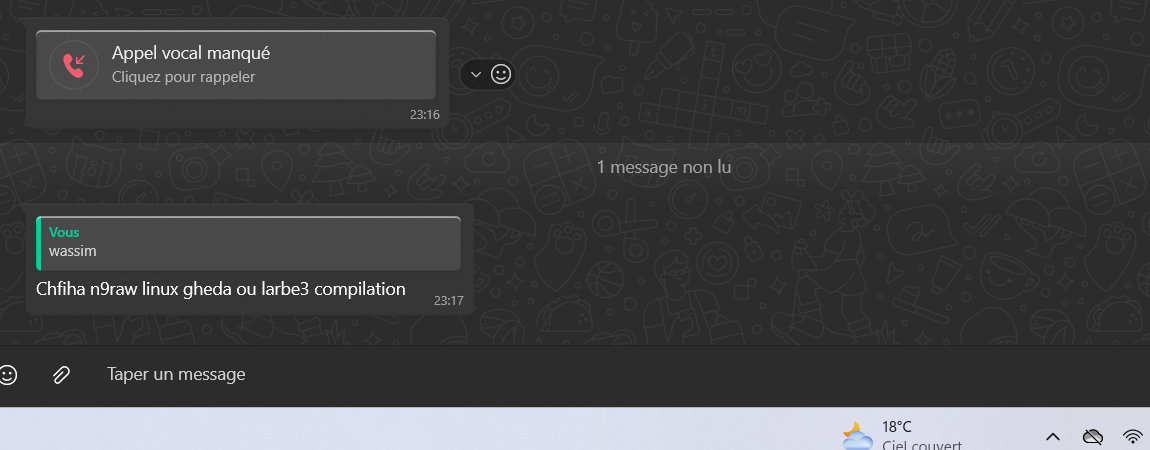 Appel vocal manqué
Cliquez pour rappeler
23:16
1 message non lu
Vous
wassim
Chfiha n9raw linux gheda ou larbe3 compilation
23:17
Taper un message
18°C
Ciel couvert